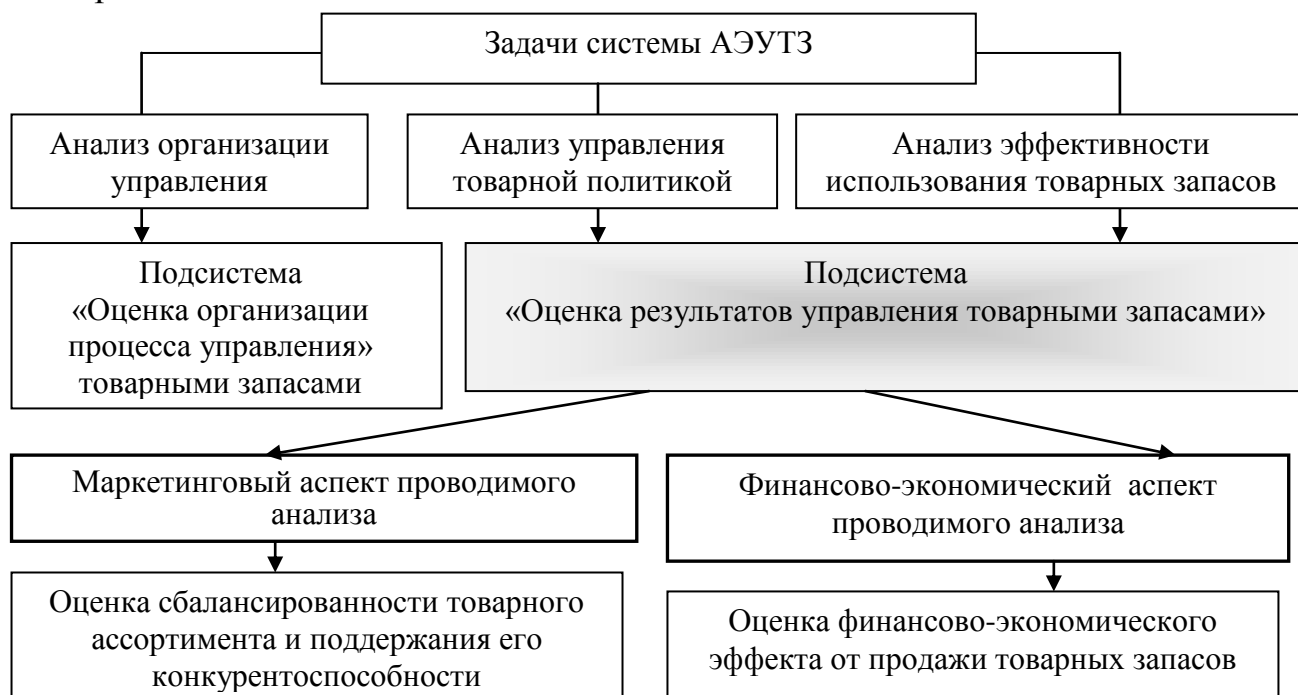 Задачи системы АЭУТЗ
Анализ организации
управления
Анализ управления
товарной политикой
Анализ эффективности
использования товарных запасов
Подсистема
«Оценка организации
процесса управления»
товарными запасами
Подсистема
«Оценка результатов управления товарными запасами»
Маркетинговый аспект проводимого
анализа
Финансово-экономический аспект
проводимого анализа
Оценка сбалансированности товарного
ассортимента и поддержания его
конкурентоспособности
Оценка финансово-экономического
эффекта от продажи товарных запасов